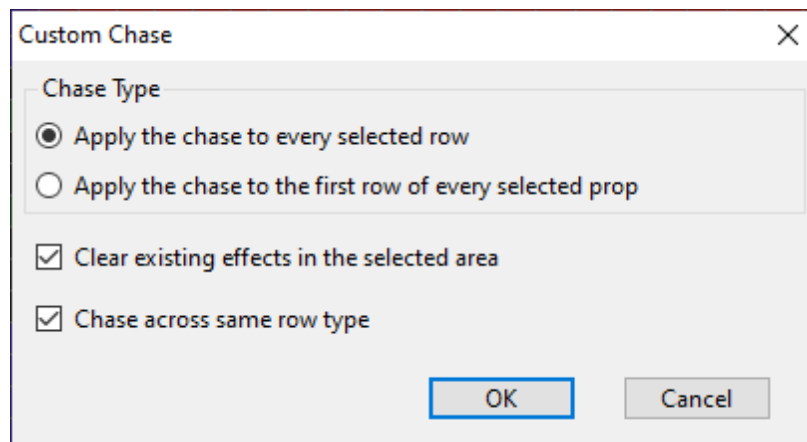 Custom Chase
Chase Type
Apply the chase to every selected row
Apply the chase to the first row of every selected prop
Clear existing effects in the selected area
Chase across same row type
OK Cancel